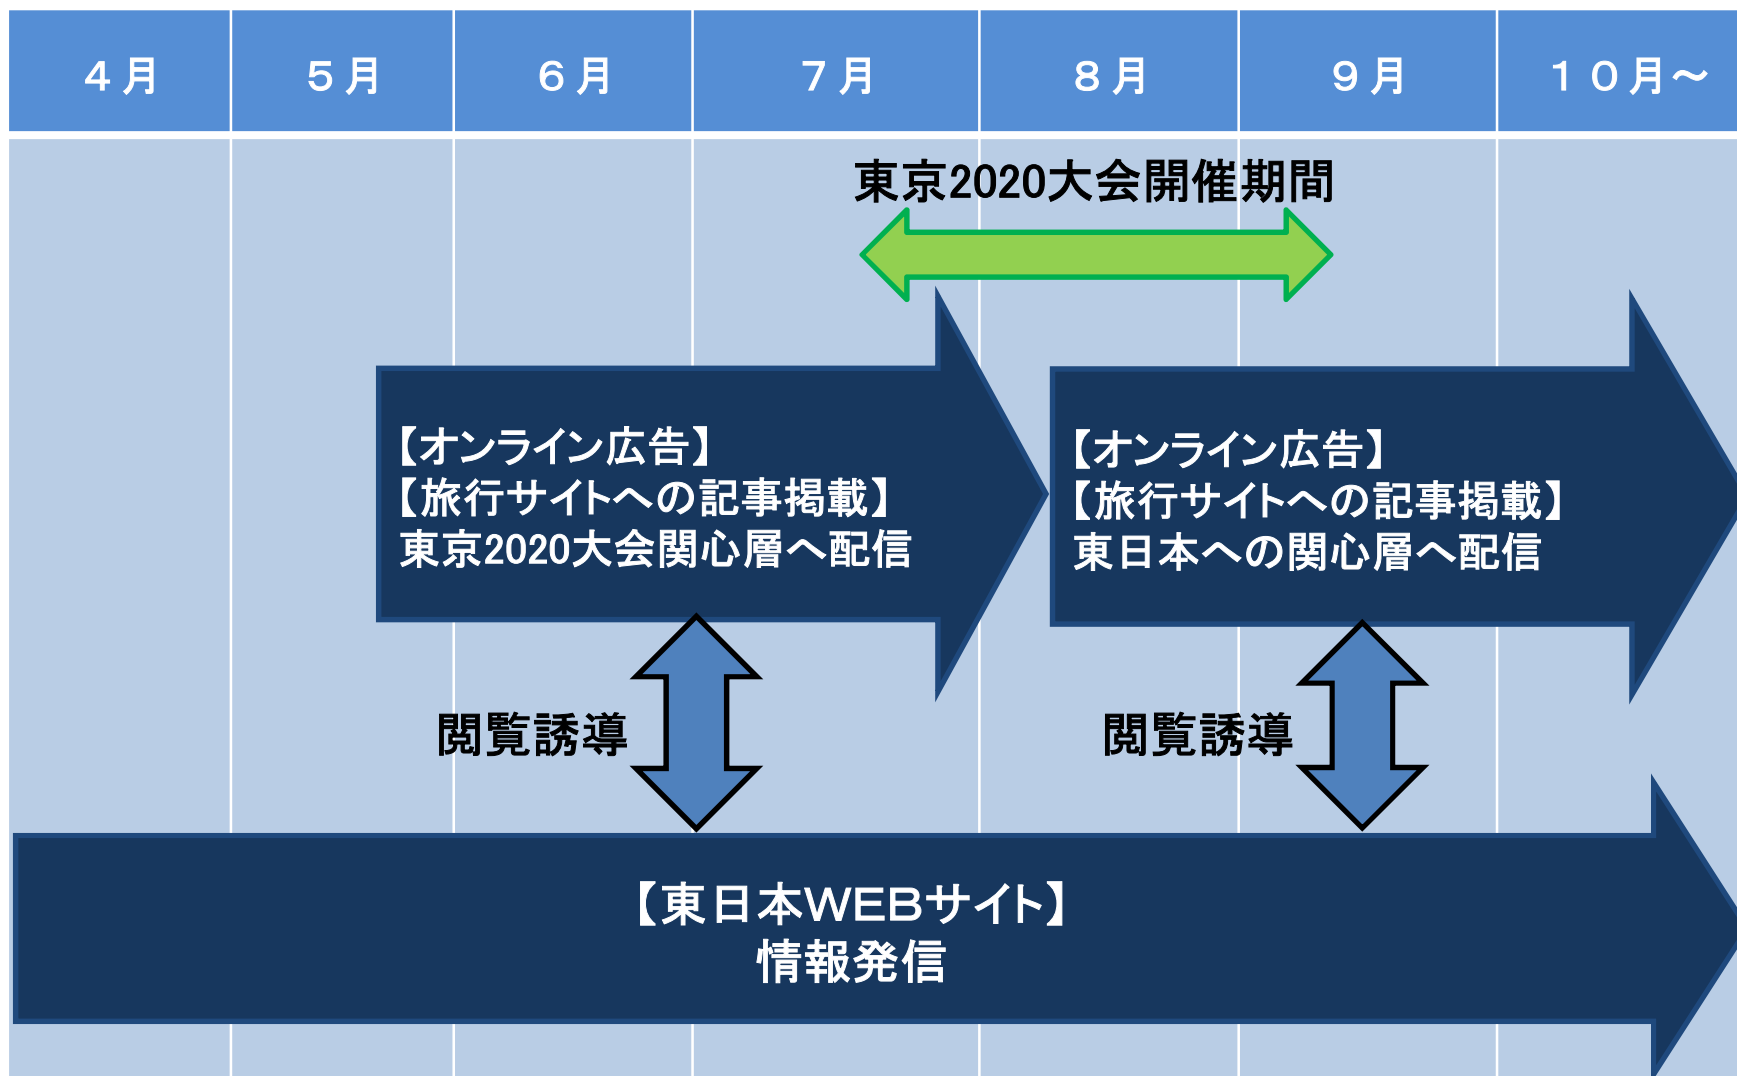 ４月
５月
６月
７月
８月
９月
１０月～
東京2020大会開催期間
【オンライン広告】
【旅行サイトへの記事掲載】
東京2020大会関心層へ配信
【オンライン広告】
【旅行サイトへの記事掲載】
東日本への関心層へ配信
閲覧誘導
閲覧誘導
【東日本WEBサイト】
情報発信